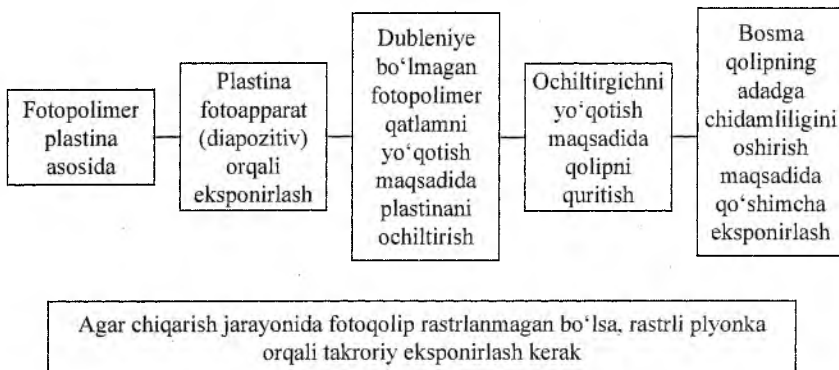 Fotopolimer
plastina
asosida
Plastina
fotoapparat
(diapozitiv)
orqali
eksponirlash
Dubleniye
bo‘lmagan
fotopolimer
qatlamni
yo‘qotish
maqsadida
plastinani
ochiltirish
Ochiltirgichni
yo‘qotish
maqsadida
qolipni
quritish
Bosma
qolipning
adadga
chidamliligini
oshirish
maqsadida
qo‘shimcha
eksponirlash
Agar chiqarish jarayonida fotoqolip rastrlanmagan bo‘lsa, rastrli plyonka
orqali takroriy eksponirlash kerak